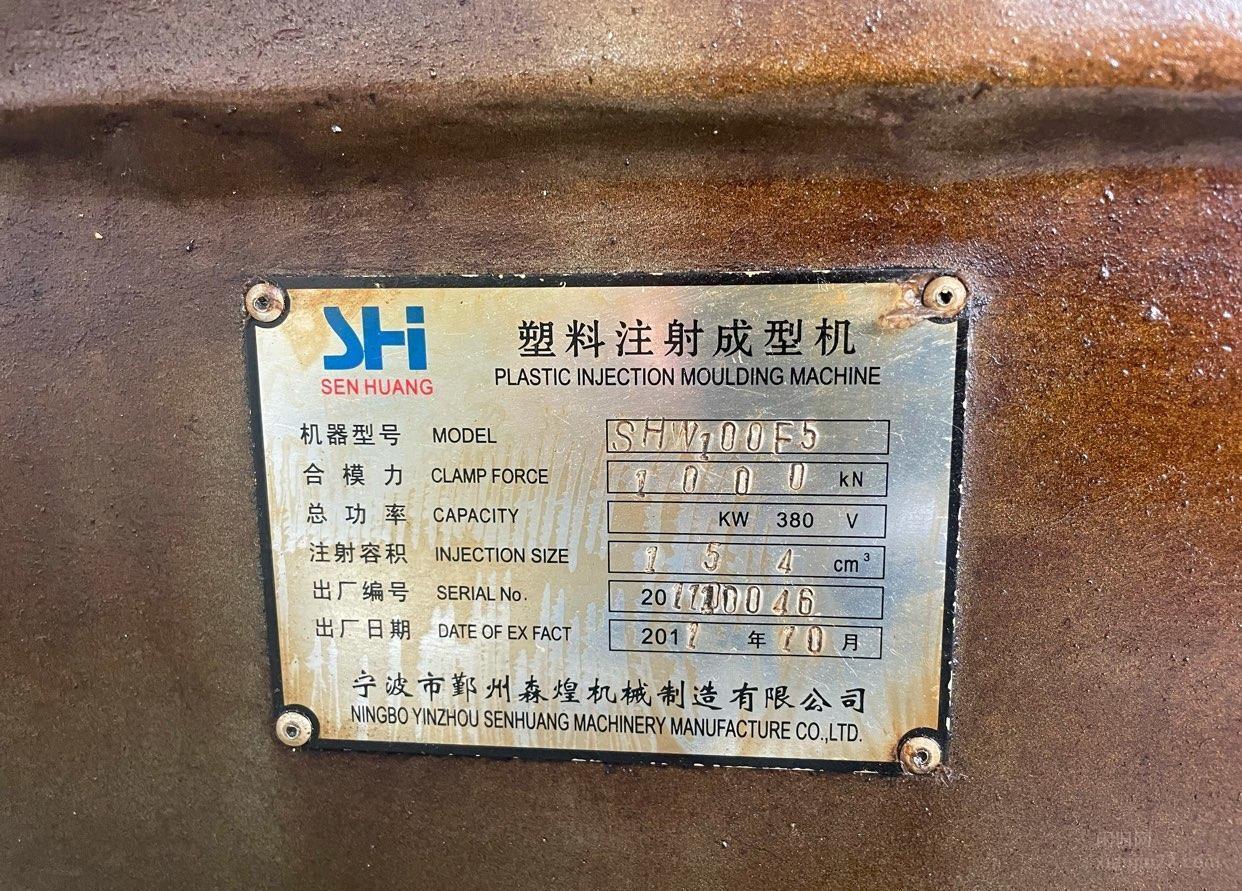 SHi
SEN HUANG
塑料注射成型机
PLASTIC INJECTION MOULDING MACHINE
机器型号 MODEL SHW100F5
合模力 CLAMP FORCE 1000 kN
总功率 CAPACITY KW 380 V
注射容积 INJECTION SIZE 154 cm³
出厂编号 SERIAL No.
出厂日期 DATE OF EX FACT 2011 年 10 月
宁波市鄞州森煌机械制造有限公司
NINGBO YINZHOU SENHUANG MACHINERY MANUFACTURE CO.,LTD.